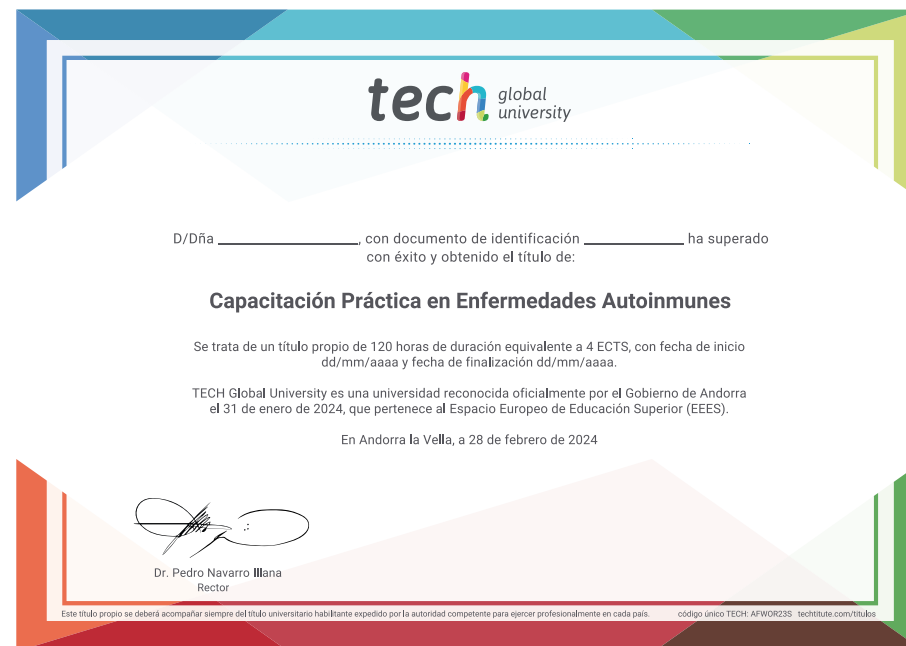 tech global university
D/Dña ____________________, con documento de identificación ______________ ha superado
con éxito y obtenido el título de:
Capacitación Práctica en Enfermedades Autoinmunes
Se trata de un título propio de 120 horas de duración equivalente a 4 ECTS, con fecha de inicio
dd/mm/aaaa y fecha de finalización dd/mm/aaaa.
TECH Global University es una universidad reconocida oficialmente por el Gobierno de Andorra
el 31 de enero de 2024, que pertenece al Espacio Europeo de Educación Superior (EEES).
En Andorra la Vella, a 28 de febrero de 2024
Dr. Pedro Navarro Illana
Rector
Este título propio se deberá acompañar siempre del título universitario habilitante expedido por la autoridad competente para ejercer profesionalmente en cada país. código único TECH: AFWOR23S techtitute.com/titulos